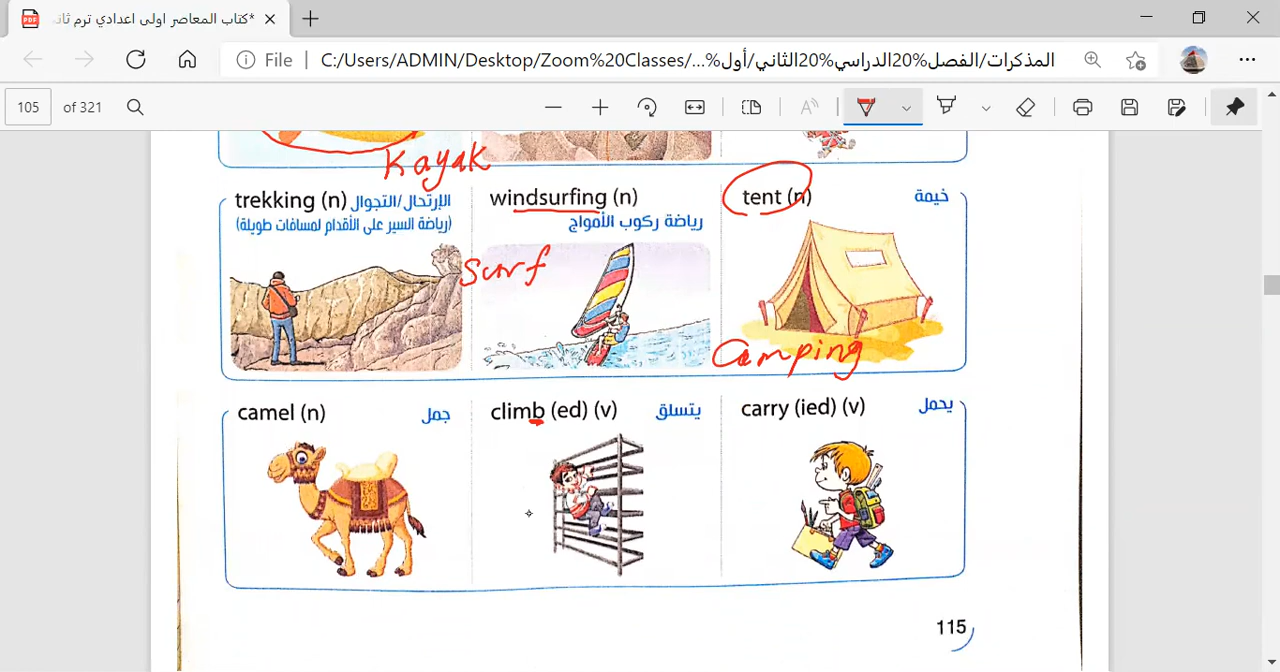 *كتاب المعاصر اولى اعدادي ترم ثانـ
File
C:/Users/ADMIN/Desktop/Zoom%20Classes/...المذكرات/الفصل%20الدراسي%20الثاني/أول%
105 of 321
Kayak
trekking (n) الإرتحال/التجوال
(رياضة السير على الأقدام لمسافات طويلة)
windsurfing (n)
رياضة ركوب الأمواج
tent (n) خيمة
Surf
Camping
camel (n) جمل
climb (ed) (v) يتسلق
carry (ied) (v) يحمل
115